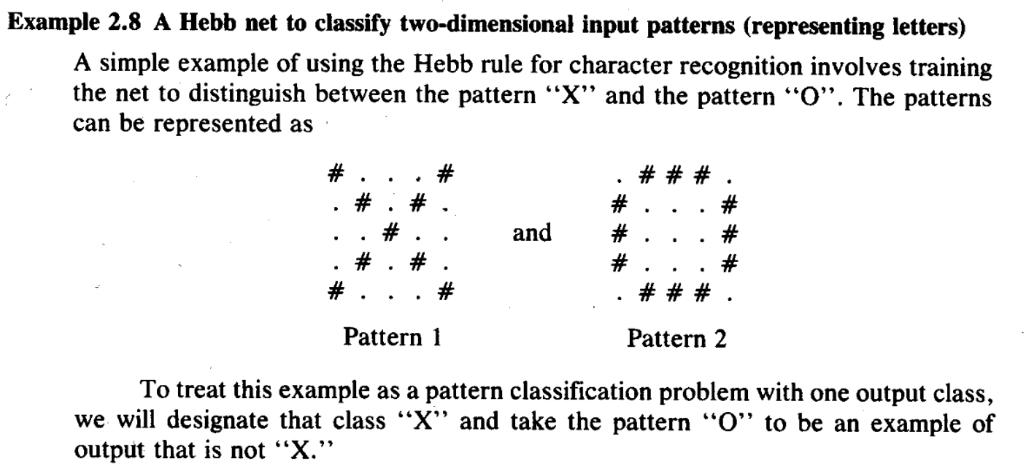 Example 2.8 A Hebb net to classify two-dimensional input patterns (representing letters)
A simple example of using the Hebb rule for character recognition involves training
the net to distinguish between the pattern ‘‘X’’ and the pattern ‘‘O’’. The patterns
can be represented as
# . . . # . # # # .
. # . # . # . . . #
. . # . . and # . . . #
. # . # . # . . . #
# . . . # . # # # .
Pattern 1 Pattern 2
To treat this example as a pattern classification problem with one output class,
we will designate that class ‘‘X’’ and take the pattern ‘‘O’’ to be an example of
output that is not ‘‘X.’’